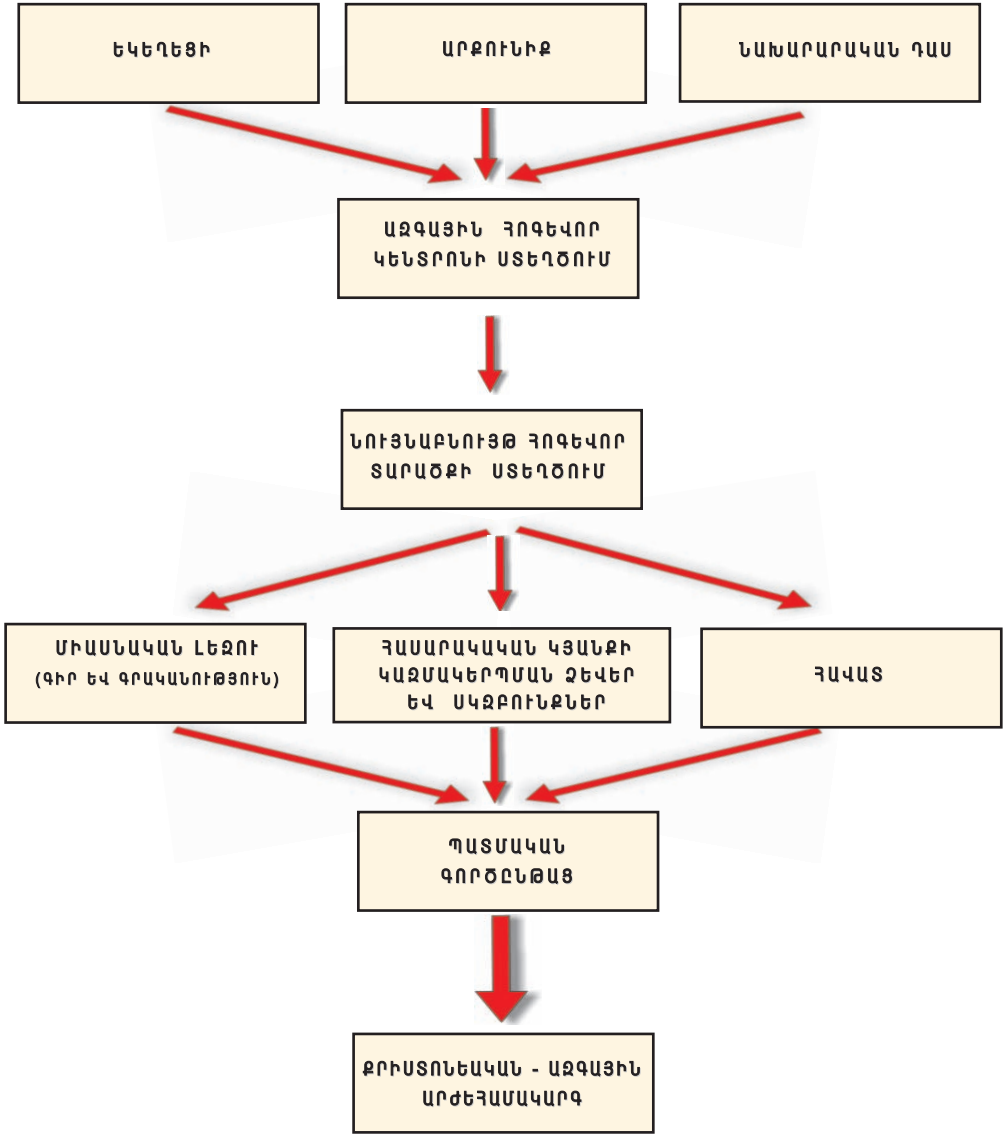 ԵԿԵՂԵՑԻ
ԱՐՔՈՒՆԻՔ
ՆԱԽԱՐԱՐԱԿԱՆ ԴԱՍ
ԱԶԳԱՅԻՆ ՀՈԳԵՎՈՐ
ԿԵՆՏՐՈՆԻ ՍՏԵՂԾՈՒՄ
ՆՈՒՅՆԱԲՆՈՒՅԹ ՀՈԳԵՎՈՐ
ՏԱՐԱԾՔԻ ՍՏԵՂԾՈՒՄ
ՄԻԱՍՆԱԿԱՆ ԼԵԶՈՒ
(ԳԻՐ ԵՎ ԳՐԱԿԱՆՈՒԹՅՈՒՆ)
ՀԱՍԱՐԱԿԱԿԱՆ ԿՅԱՆՔԻ
ԿԱԶՄԱԿԵՐՊՄԱՆ ՁԵՎԵՐ
ԵՎ ՍԿԶԲՈՒՆՔՆԵՐ
ՀԱՎԱՏ
ՊԱՏՄԱԿԱՆ
ԳՈՐԾԸՆԹԱՑ
ՔՐԻՍՏՈՆԵԱԿԱՆ - ԱԶԳԱՅԻՆ
ԱՐԺԵՀԱՄԱԿԱՐԳ